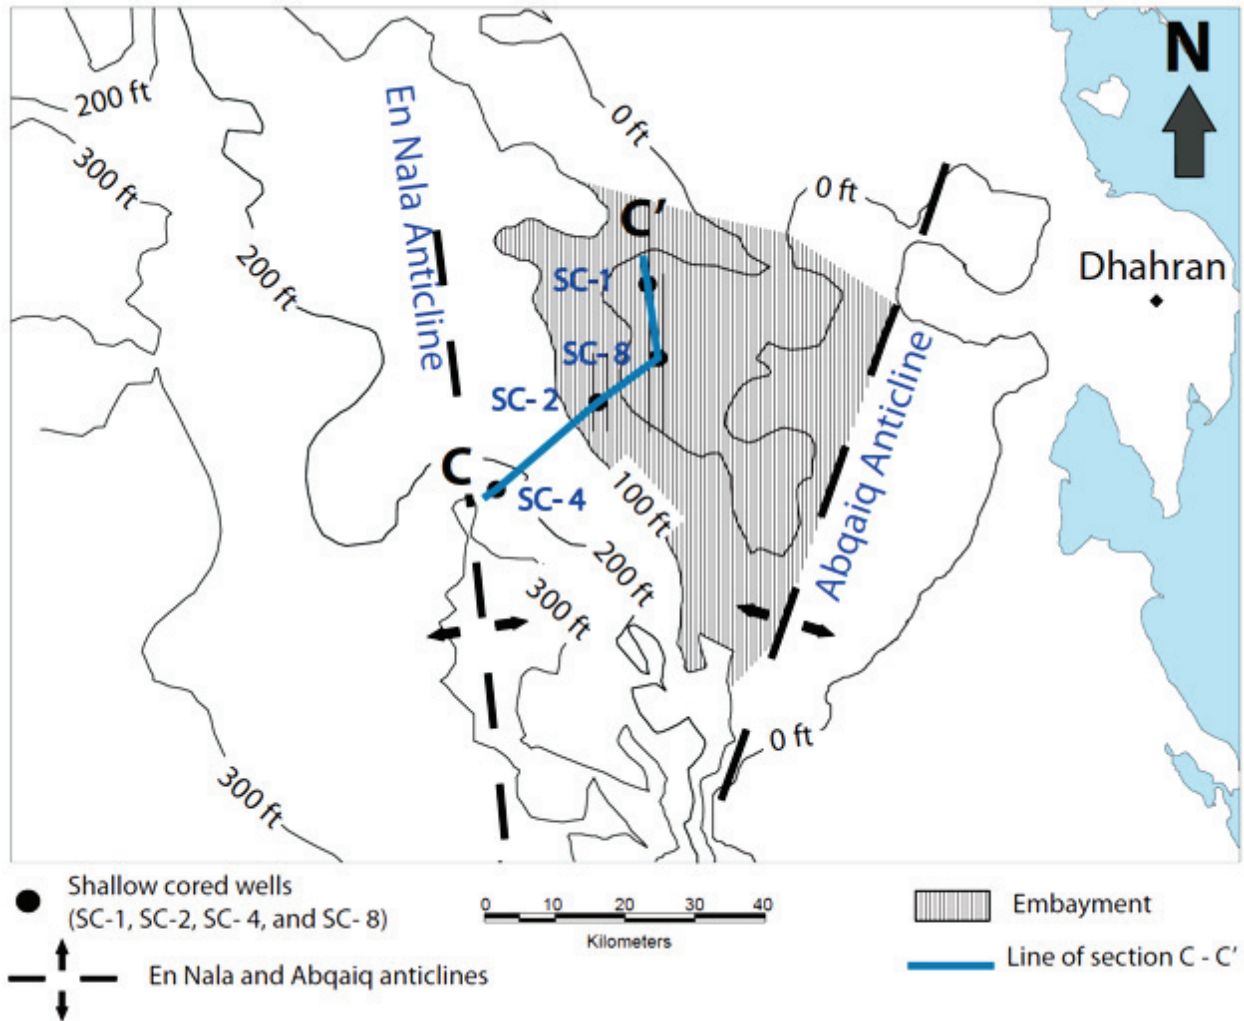 N
200 ft
En Nala Anticline
0 ft
300 ft
0 ft
C'
Dhahran
SC-1
200 ft
SC- 8
SC- 2
Abqaiq Anticline
C
SC- 4
100 ft
200 ft
300 ft
0 ft
300 ft
Shallow cored wells
(SC-1, SC-2, SC- 4, and SC- 8)
0 10 20 30 40
Kilometers
Embayment
Line of section C - C'
En Nala and Abqaiq anticlines